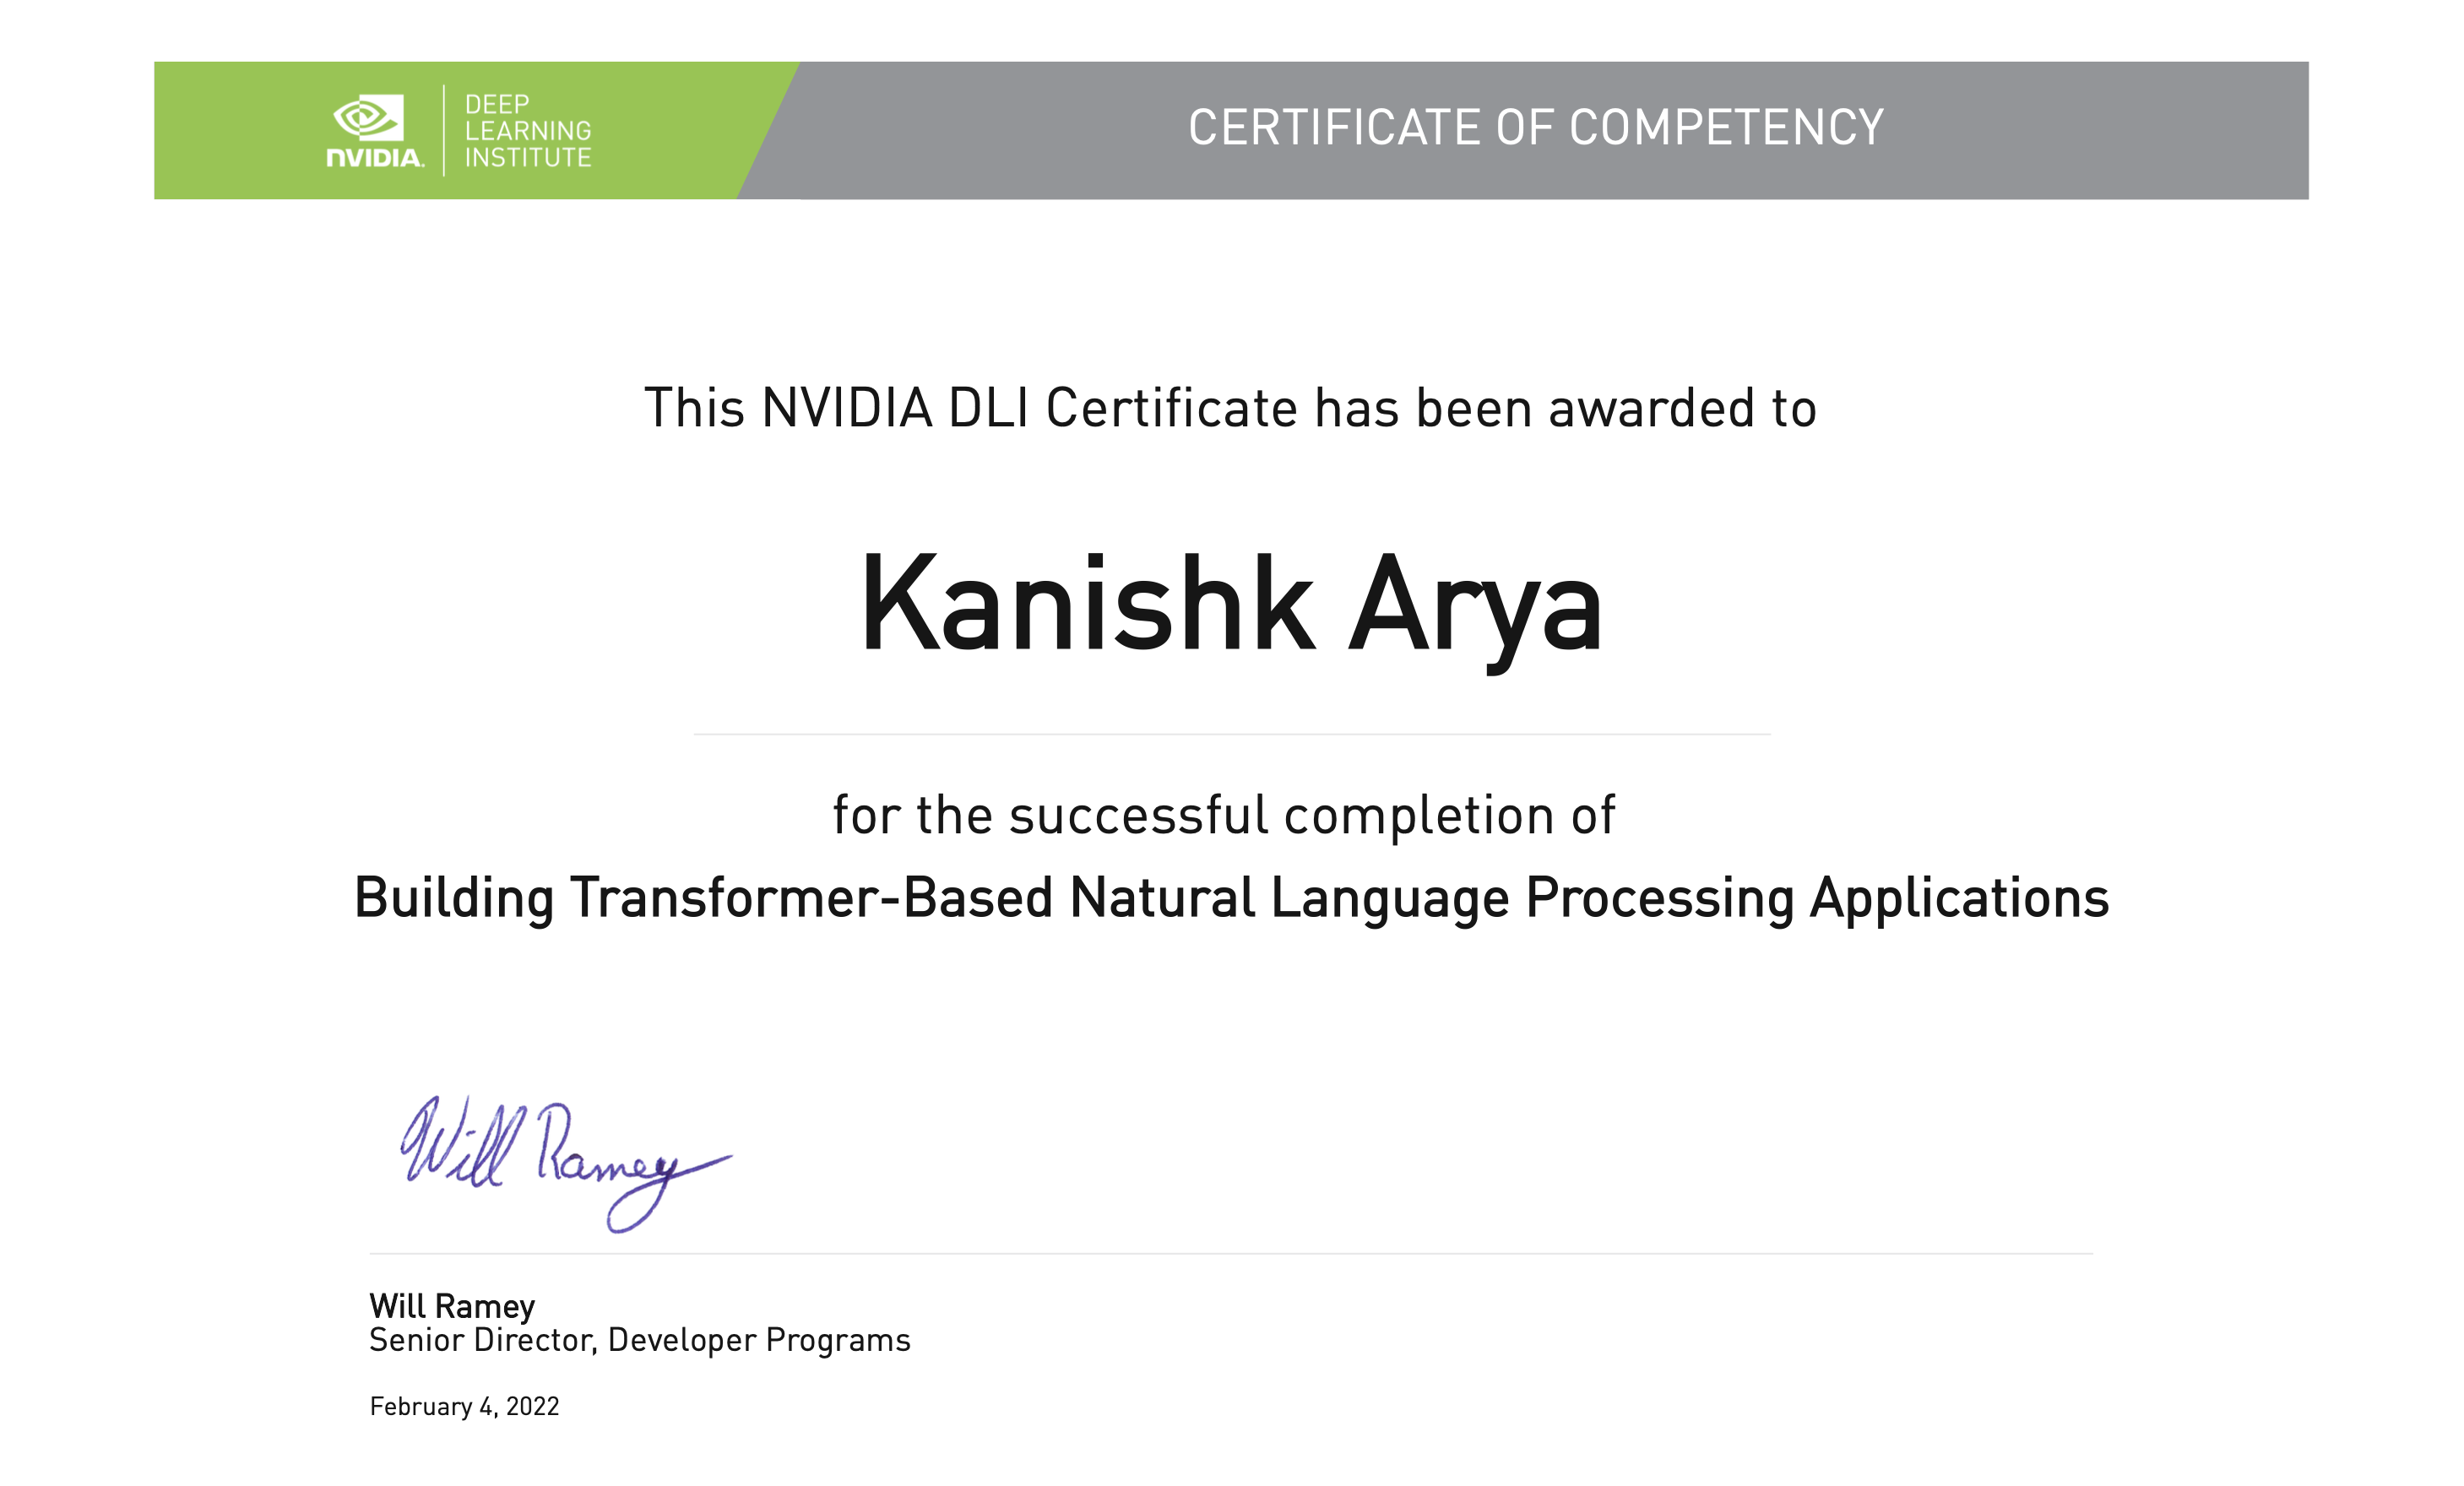 NVIDIA.
DEEP
LEARNING
INSTITUTE
CERTIFICATE OF COMPETENCY
This NVIDIA DLI Certificate has been awarded to
Kanishk Arya
for the successful completion of
Building Transformer-Based Natural Language Processing Applications
Will Ramey
Will Ramey
Senior Director, Developer Programs
February 4, 2022